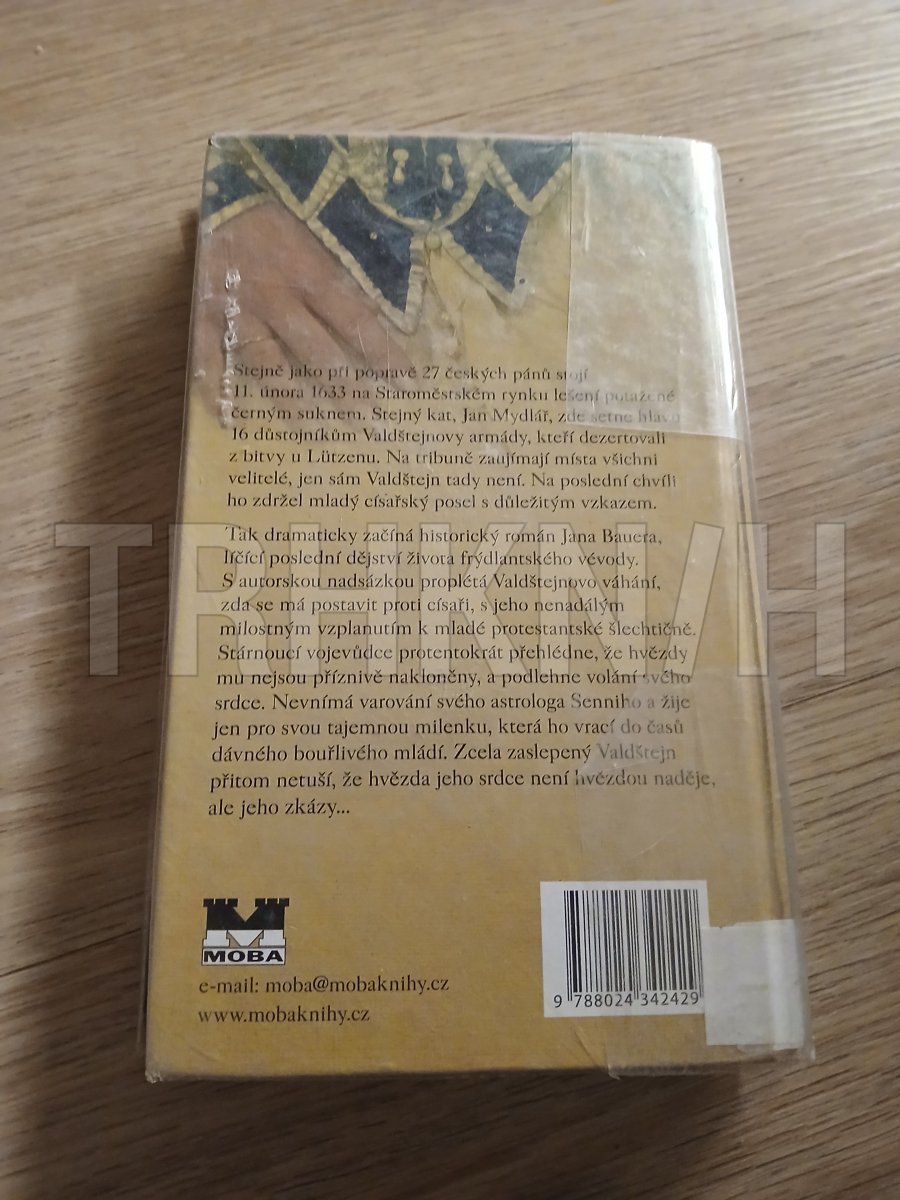 Stejně jako při popravě 27 českých pánů stojí
11. února 1633 na Staroměstském rynku lešení potažené
černým suknem. Stejný kat, Jan Mydlář, zde setne hlavu
16 důstojníkům Valdštejnovy armády, kteří dezertovali
z bitvy u Lützenu. Na tribuně zaujímají místa všichni
velitelé, jen sám Valdštejn tady není. Na poslední chvíli
ho zdržel mladý císařský posel s důležitým vzkazem.
Tak dramaticky začíná historický román Jana Bauera,
líčící poslední dějství života frýdlantského vévody.
S autorskou nadsázkou proplétá Valdštejnovo váhání,
zda se má postavit proti císaři, s jeho nenadálým
milostným vzplanutím k mladé protestantské šlechtičně.
Stárnoucí vojevůdce protentokrát přehlédne, že hvězdy
mu nejsou příznivě nakloněny, a podlehne volání svého
srdce. Nevnímá varování svého astrologa Senniho a žije
jen pro svou tajemnou milenku, která ho vrací do časů
dávného bouřlivého mládí. Zcela zaslepený Valdštejn
přitom netuší, že hvězda jeho srdce není hvězdou naděje,
ale jeho zkázy...
TRHKNIH
MOBA
e-mail: moba@mobaknihy.cz
www.mobaknihy.cz
9 788024 342429